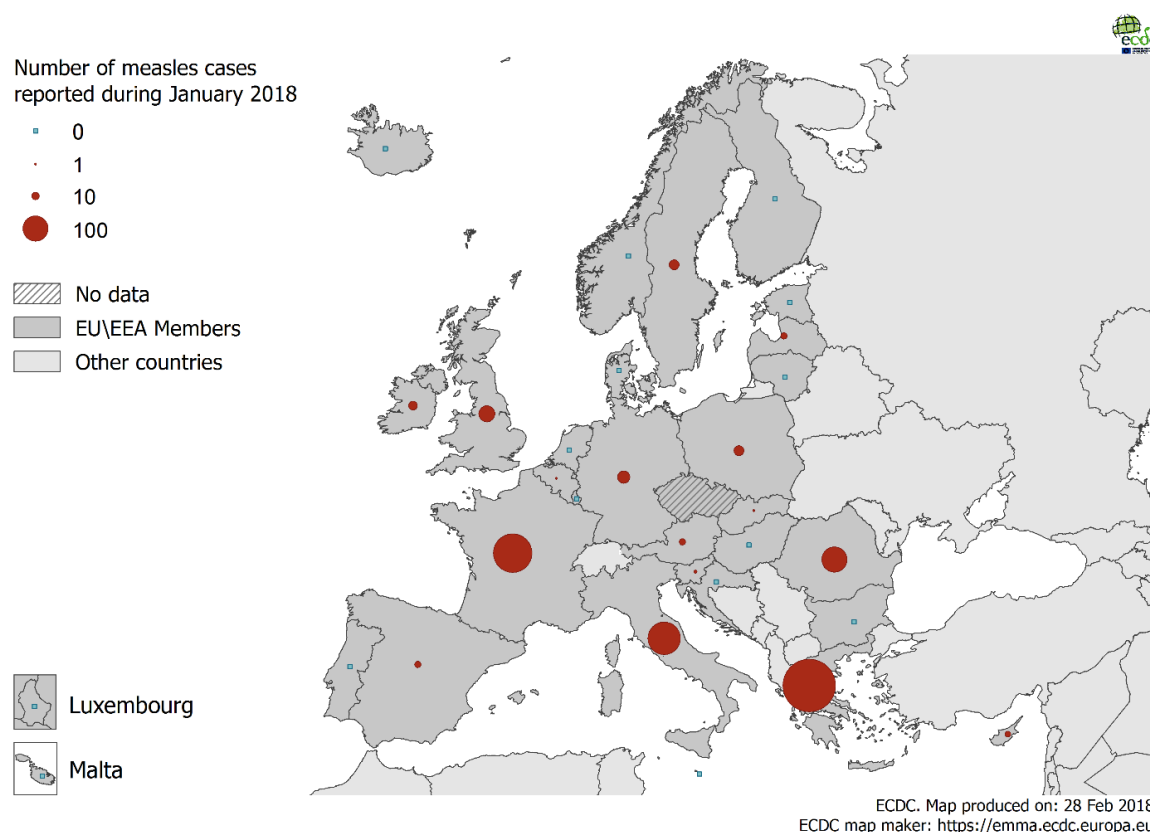 ecdc
Number of measles cases
reported during January 2018
0
1
10
100
No data
EU\EEA Members
Other countries
Luxembourg
Malta
ECDC. Map produced on: 28 Feb 2018
ECDC map maker: https://emma.ecdc.europa.eu